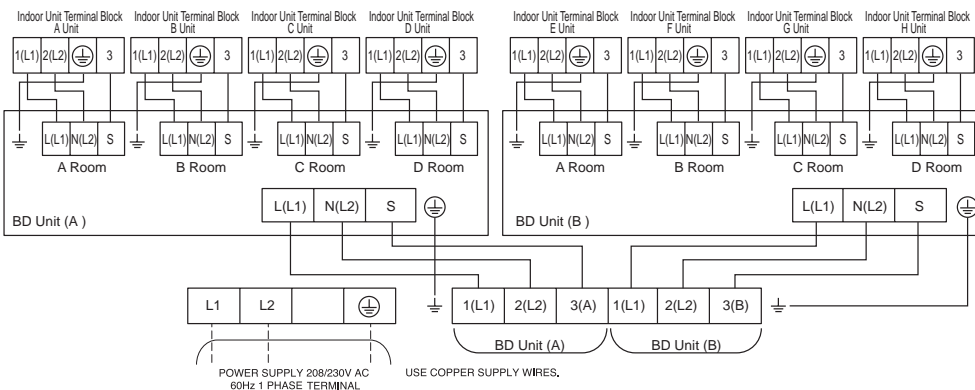 Indoor Unit Terminal Block
A Unit
Indoor Unit Terminal Block
B Unit
Indoor Unit Terminal Block
C Unit
Indoor Unit Terminal Block
D Unit
Indoor Unit Terminal Block
E Unit
Indoor Unit Terminal Block
F Unit
Indoor Unit Terminal Block
G Unit
Indoor Unit Terminal Block
H Unit
1(L1) 2(L2) 3
1(L1) 2(L2) 3
1(L1) 2(L2) 3
1(L1) 2(L2) 3
1(L1) 2(L2) 3
1(L1) 2(L2) 3
1(L1) 2(L2) 3
1(L1) 2(L2) 3
L(L1) N(L2) S
L(L1) N(L2) S
L(L1) N(L2) S
L(L1) N(L2) S
L(L1) N(L2) S
L(L1) N(L2) S
L(L1) N(L2) S
L(L1) N(L2) S
A Room
B Room
C Room
D Room
A Room
B Room
C Room
D Room
L(L1) N(L2) S
L(L1) N(L2) S
BD Unit (A )
BD Unit (B )
L1 L2
1(L1) 2(L2) 3(A) 1(L1) 2(L2) 3(B)
BD Unit (A)
BD Unit (B)
POWER SUPPLY 208/230V AC
60Hz 1 PHASE TERMINAL
USE COPPER SUPPLY WIRES.